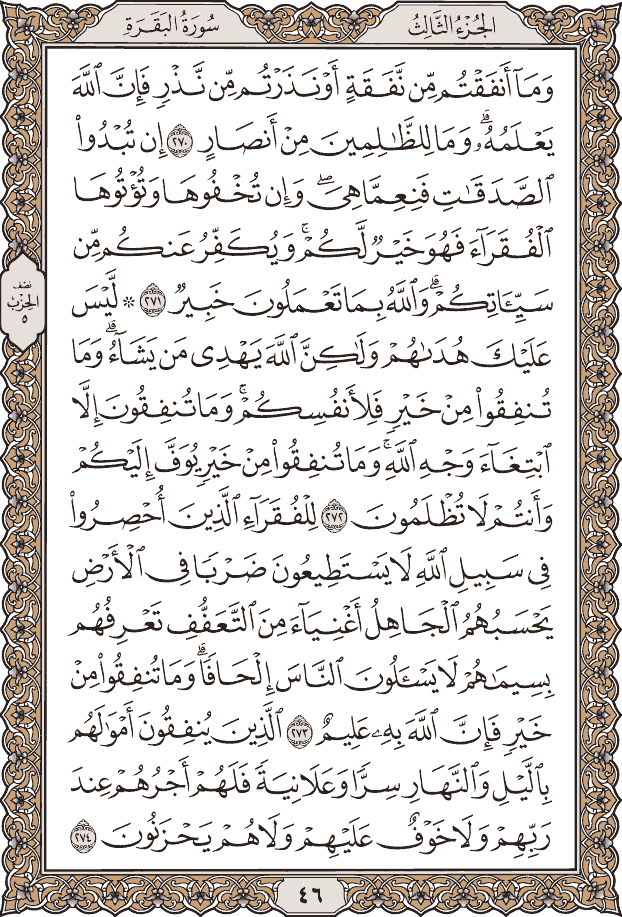 الجُزْءُ الثَّالِثُ
سُورَةُ البَقَرَةِ
وَمَآ أَنفَقْتُم مِّن نَّفَقَةٍ أَوْ نَذَرْتُم مِّن نَّذْرٍ فَإِنَّ ٱللَّهَ
يَعْلَمُهُۥۗ وَمَا لِلظَّٰلِمِينَ مِنْ أَنصَارٍ ٢٧٠ إِن تُبْدُوا۟
ٱلصَّدَقَٰتِ فَنِعِمَّا هِىَۖ وَإِن تُخْفُوهَا وَتُؤْتُوهَا
ٱلْفُقَرَآءَ فَهُوَ خَيْرٌ لَّكُمْۚ وَيُكَفِّرُ عَنكُم مِّن
سَيِّـَٔاتِكُمْۗ وَٱللَّهُ بِمَا تَعْمَلُونَ خَبِيرٌ ٢٧١ ۞ لَّيْسَ
عَلَيْكَ هُدَىٰهُمْ وَلَٰكِنَّ ٱللَّهَ يَهْدِى مَن يَشَآءُۗ وَمَا
تُنفِقُوا۟ مِنْ خَيْرٍ فَلِأَنفُسِكُمْۚ وَمَا تُنفِقُونَ إِلَّا
ٱبْتِغَآءَ وَجْهِ ٱللَّهِۚ وَمَا تُنفِقُوا۟ مِنْ خَيْرٍ يُوَفَّ إِلَيْكُمْ
وَأَنتُمْ لَا تُظْلَمُونَ ٢٧٢ لِلْفُقَرَآءِ ٱلَّذِينَ أُحْصِرُوا۟
فِى سَبِيلِ ٱللَّهِ لَا يَسْتَطِيعُونَ ضَرْبًا فِى ٱلْأَرْضِ
يَحْسَبُهُمُ ٱلْجَاهِلُ أَغْنِيَآءَ مِنَ ٱلتَّعَفُّفِ تَعْرِفُهُم
بِسِيمَٰهُمْ لَا يَسْـَٔلُونَ ٱلنَّاسَ إِلْحَافًاۗ وَمَا تُنفِقُوا۟ مِنْ
خَيْرٍ فَإِنَّ ٱللَّهَ بِهِۦ عَلِيمٌ ٢٧٣ ٱلَّذِينَ يُنفِقُونَ أَمْوَٰلَهُم
بِٱلَّيْلِ وَٱلنَّهَارِ سِرًّا وَعَلَانِيَةً فَلَهُمْ أَجْرُهُمْ عِندَ
رَبِّهِمْ وَلَا خَوْفٌ عَلَيْهِمْ وَلَا هُمْ يَحْزَنُونَ ٢٧٤
نصف
الحزب
٥
٤٦